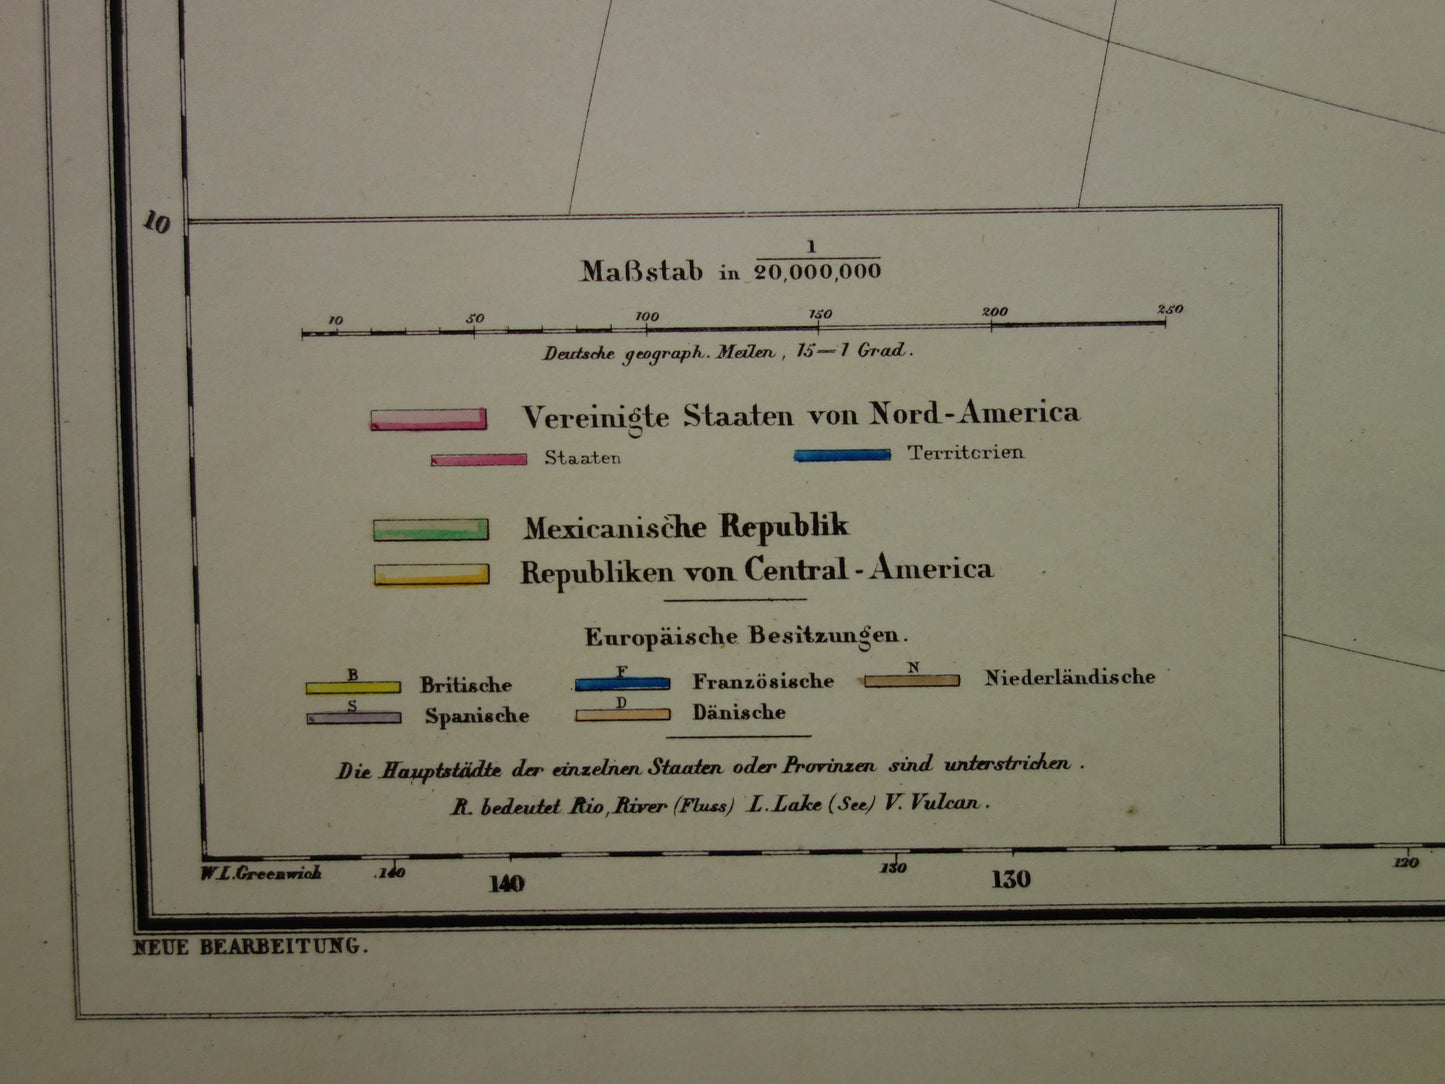 10
Maßstab in 1/20,000,000
10 50 100 150 200 250
Deutsche geograph. Meilen, 15=1 Grad.
Vereinigte Staaten von Nord-America
Staaten Territorien
Mexicanische Republik
Republiken von Central-America
Europäische Besitzungen.
B Britische F Französische N Niederländische
S Spanische D Dänische
Die Hauptstädte der einzelnen Staaten oder Provinzen sind unterstrichen.
R. bedeutet Rio, River (Fluss) L. Lake (See) V. Vulcan.
W.L.Greenwich 140 140 130 130 120
NEUE BEARBEITUNG.